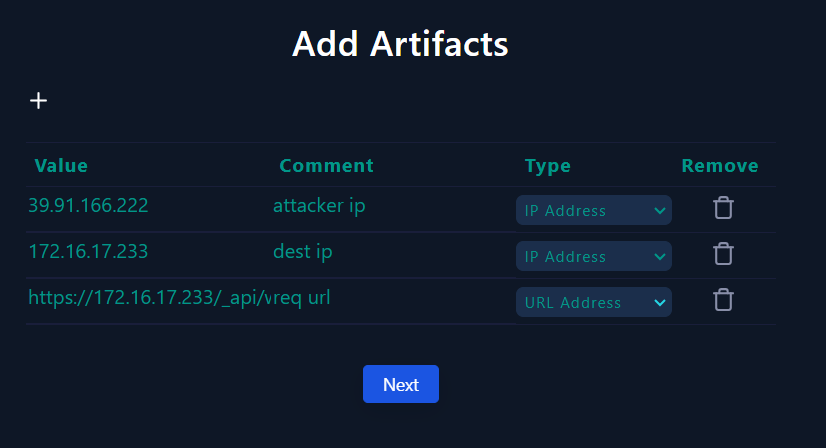 Add Artifacts
+
Value Comment Type Remove
39.91.166.222 attacker ip IP Address
172.16.17.233 dest ip IP Address
https://172.16.17.233/_api/v req url URL Address
Next